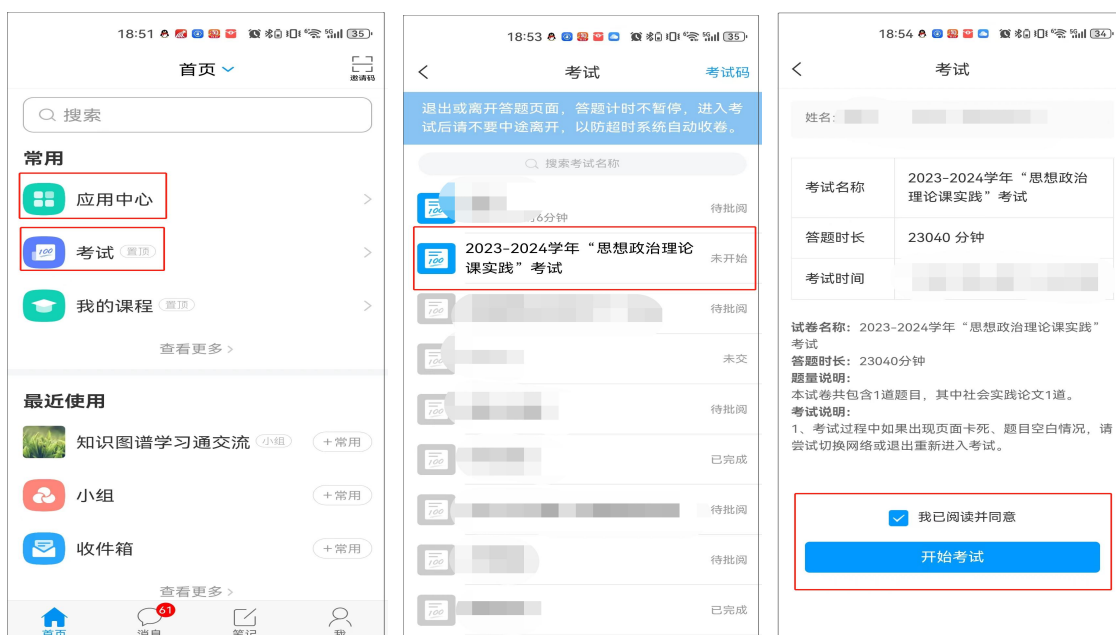 18:51
35
首页
邀请码
搜索
常用
应用中心
考试 置顶
我的课程 置顶
查看更多
最近使用
知识图谱学习通交流 小组 +常用
小组 +常用
收件箱 +常用
查看更多
61
首页
消息
笔记
我
18:53
35
考试
考试码
退出或离开答题页面，答题计时不暂停，进入考
试后请不要中途离开，以防超时系统自动收卷。
搜索考试名称
6分钟
待批阅
2023-2024学年“思想政治理论
课实践”考试
未开始
待批阅
未交
待批阅
已完成
待批阅
待批阅
已完成
18:54
34
考试
姓名:
考试名称
2023-2024学年“思想政治
理论课实践”考试
答题时长
23040 分钟
考试时间
试卷名称：2023-2024学年“思想政治理论课实践”
考试
答题时长：23040分钟
题量说明：
本试卷共包含1道题目，其中社会实践论文1道。
考试说明：
1、考试过程中如果出现页面卡死、题目空白情况，请
尝试切换网络或退出重新进入考试。
我已阅读并同意
开始考试